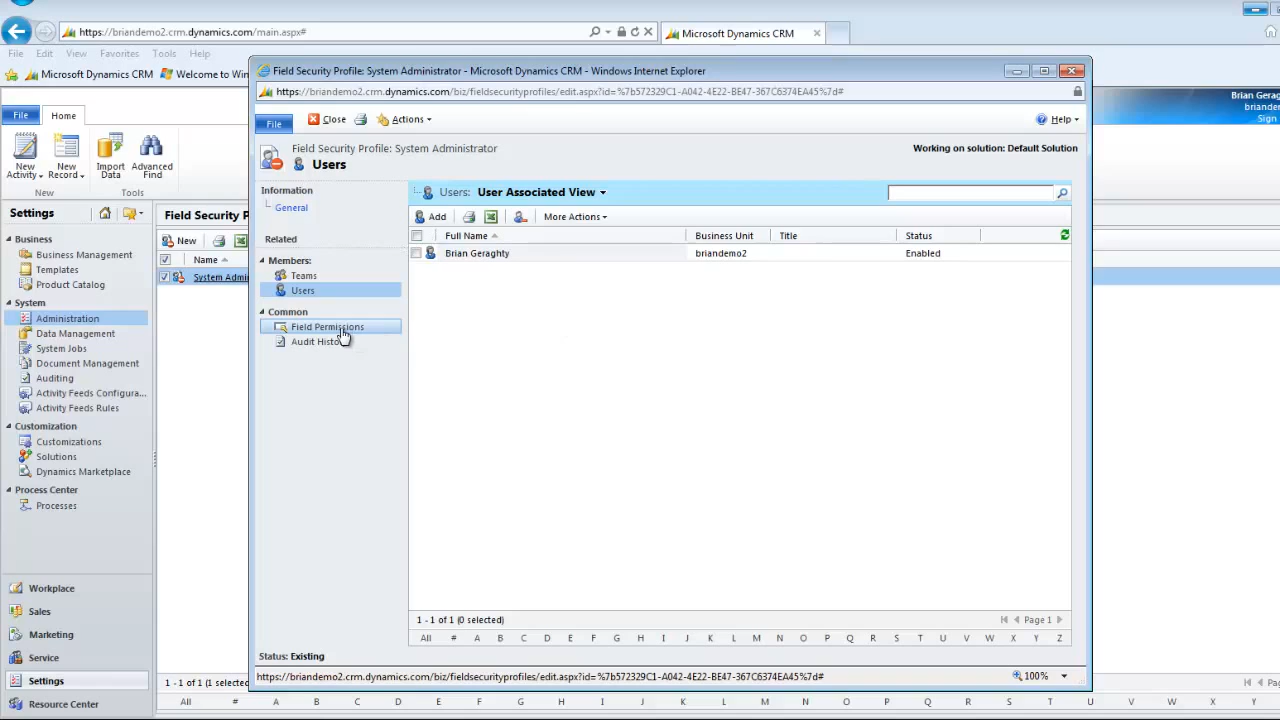 https://briandemo2.crm.dynamics.com/main.aspx#
Microsoft Dynamics CRM
File Edit View Favorites Tools Help
Microsoft Dynamics CRM Welcome to Win
File Home
Brian Gerag
briander
Sign
New Activity
New Record
Import Data
Advanced Find
New
Tools
Settings
Business
Business Management
Templates
Product Catalog
System
Administration
Data Management
System Jobs
Document Management
Auditing
Activity Feeds Configura...
Activity Feeds Rules
Customization
Customizations
Solutions
Dynamics Marketplace
Process Center
Processes
Workplace
Sales
Marketing
Service
Settings
Resource Center
Field Security P
New
Name
System Admi
1 - 1 of 1 (1 selected
All # A B C D E F G H I J K L M N O P Q R S T U V W X Y Z
Field Security Profile: System Administrator - Microsoft Dynamics CRM - Windows Internet Explorer
https://briandemo2.crm.dynamics.com/biz/fieldsecurityprofiles/edit.aspx?id=%7b572329C1-A042-4E22-BE47-367C6374EA45%7d#
File Close Actions Help
Field Security Profile: System Administrator
Users
Working on solution: Default Solution
Information
General
Related
Members:
Teams
Users
Common
Field Permissions
Audit Histo
Users: User Associated View
Add More Actions
Full Name Business Unit Title Status
Brian Geraghty briandemo2 Enabled
1 - 1 of 1 (0 selected)
Page 1
All # A B C D E F G H I J K L M N O P Q R S T U V W X Y Z
Status: Existing
https://briandemo2.crm.dynamics.com/biz/fieldsecurityprofiles/edit.aspx?id=%7b572329C1-A042-4E22-BE47-367C6374EA45%7d#
100%
Pag